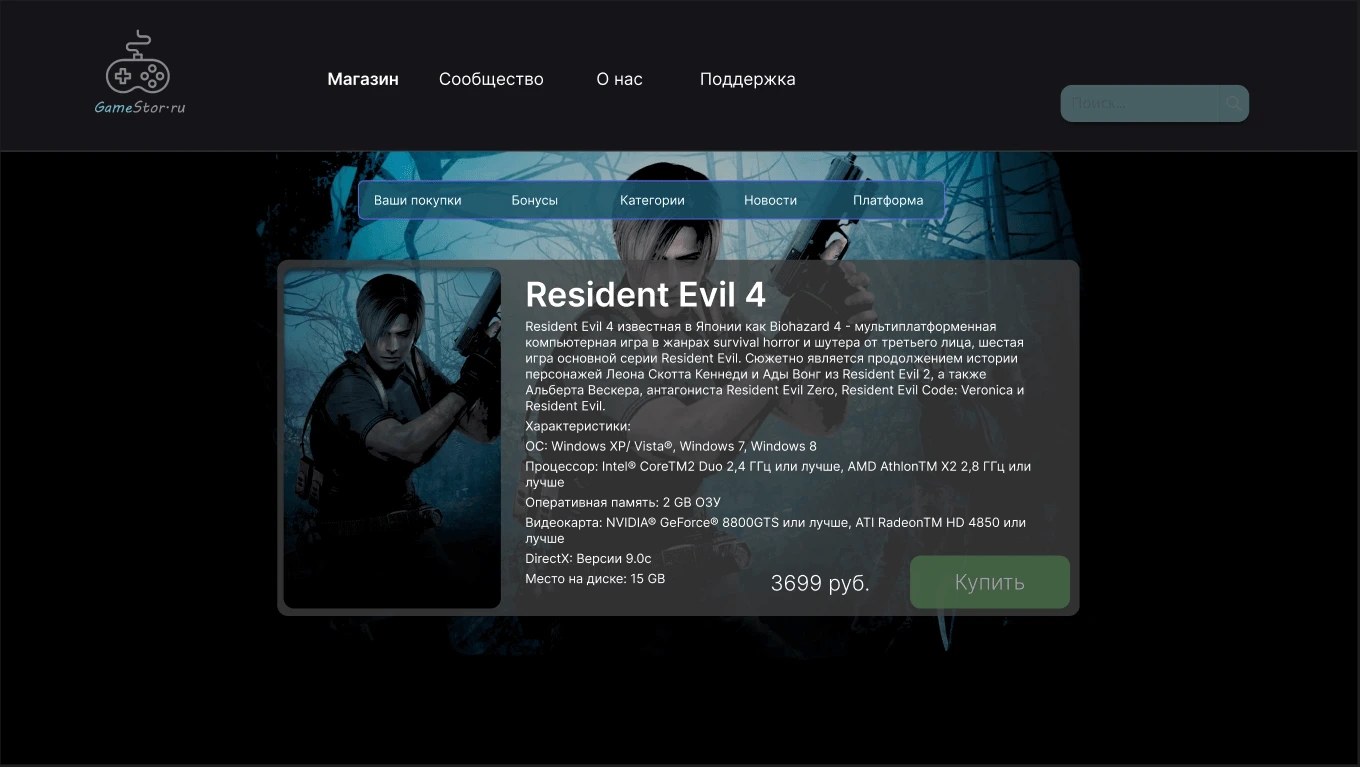 GameStor.ru
Магазин Сообщество О нас Поддержка
Поиск...
Ваши покупки Бонусы Категории Новости Платформа
Resident Evil 4
Resident Evil 4 известная в Японии как Biohazard 4 - мультиплатформенная
компьютерная игра в жанрах survival horror и шутера от третьего лица, шестая
игра основной серии Resident Evil. Сюжетно является продолжением истории
персонажей Леона Скотта Кеннеди и Ады Вонг из Resident Evil 2, а также
Альберта Вескера, антагониста Resident Evil Zero, Resident Evil Code: Veronica и
Resident Evil.
Характеристики:
ОС: Windows XP/ Vista®, Windows 7, Windows 8
Процессор: Intel® CoreTM2 Duo 2,4 ГГц или лучше, AMD AthlonTM X2 2,8 ГГц или
лучше
Оперативная память: 2 GB ОЗУ
Видеокарта: NVIDIA® GeForce® 8800GTS или лучше, ATI RadeonTM HD 4850 или
лучше
DirectX: Версии 9.0c
Место на диске: 15 GB
3699 руб. Купить